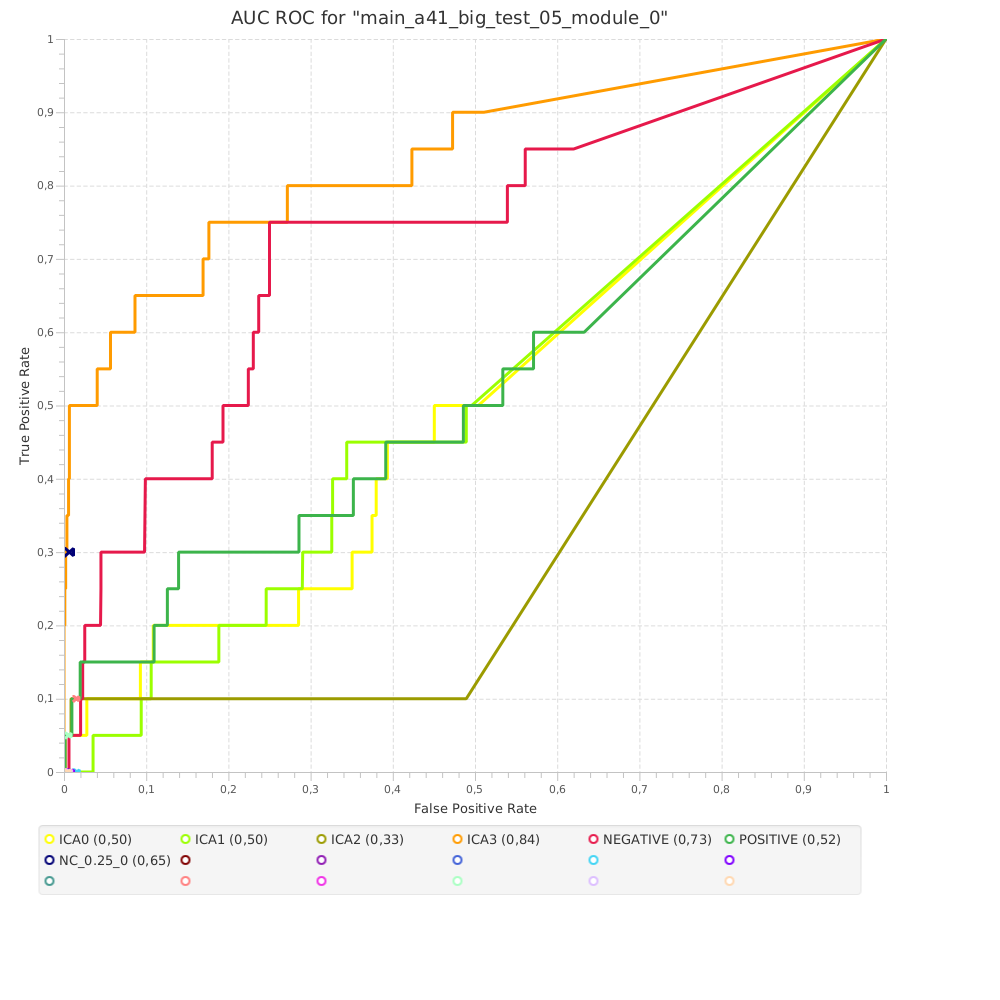 AUC ROC for "main_a41_big_test_05_module_0"
1
0,9
0,8
0,7
0,6
0,5
0,4
0,3
0,2
0,1
0
True Positive Rate
0 0,1 0,2 0,3 0,4 0,5 0,6 0,7 0,8 0,9 1
False Positive Rate
ICA0 (0,50) ICA1 (0,50) ICA2 (0,33) ICA3 (0,84) NEGATIVE (0,73) POSITIVE (0,52)
NC_0.25_0 (0,65)